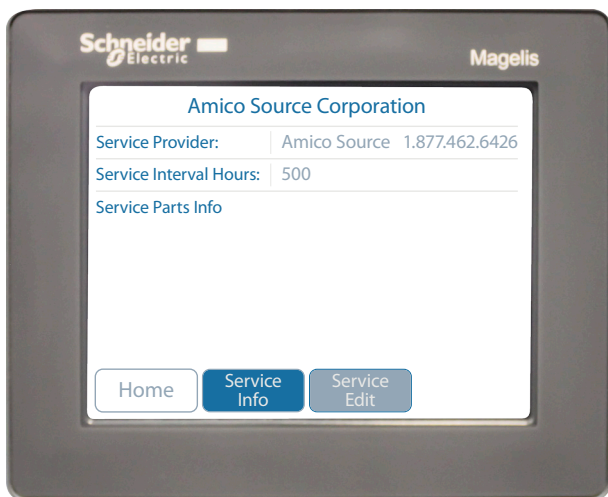 Schneider
Electric
Magelis
Amico Source Corporation
Service Provider: Amico Source 1.877.462.6426
Service Interval Hours: 500
Service Parts Info
Home
Service
Info
Service
Edit